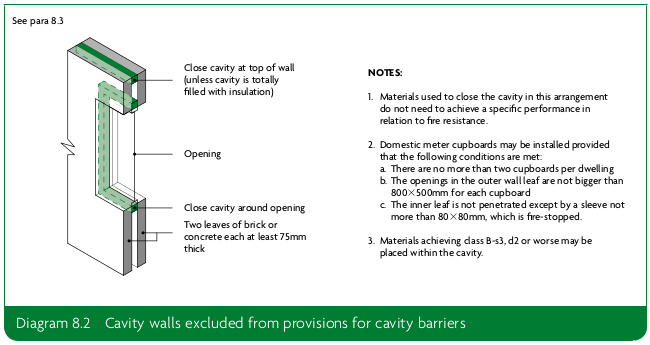 See para 8.3
Close cavity at top of wall
(unless cavity is totally
filled with insulation)
Opening
Close cavity around opening
Two leaves of brick or
concrete each at least 75mm
thick
NOTES:
1. Materials used to close the cavity in this arrangement
do not need to achieve a specific performance in
relation to fire resistance.
2. Domestic meter cupboards may be installed provided
that the following conditions are met:
a. There are no more than two cupboards per dwelling
b. The openings in the outer wall leaf are not bigger than
800×500mm for each cupboard
c. The inner leaf is not penetrated except by a sleeve not
more than 80×80mm, which is fire-stopped.
3. Materials achieving class B-s3, d2 or worse may be
placed within the cavity.
Diagram 8.2 Cavity walls excluded from provisions for cavity barriers